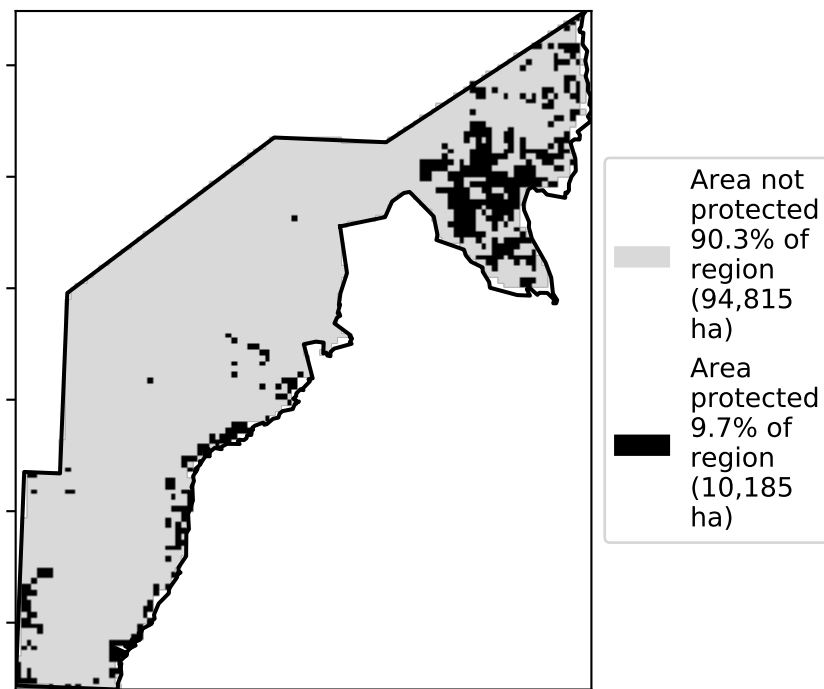 Area not
protected
90.3% of
region
(94,815
ha)
Area
protected
9.7% of
region
(10,185
ha)